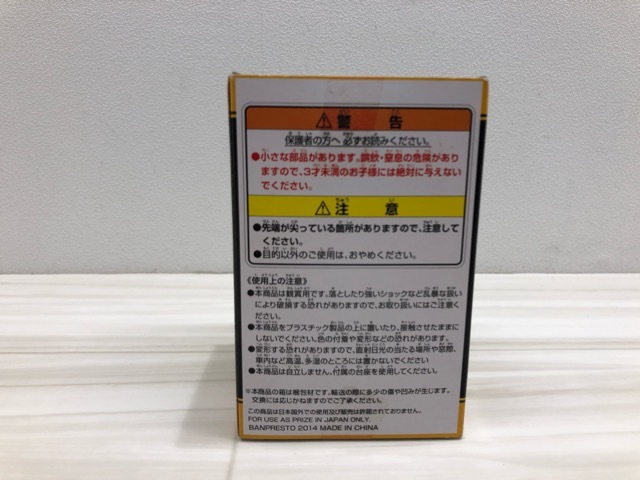 ⚠警告
保護者の方へ 必ずお読みください。
●小さな部品があります。誤飲・窒息の危険があり
ますので、3才未満のお子様には絶対に与えない
でください。
⚠注意
●先端が尖っている箇所がありますので、注意して
ください。
●目的以外のご使用は、おやめください。
《使用上の注意》
●本商品は観賞用です。落としたり強いショックなど乱暴な扱い
により破損する恐れがありますので、お取り扱いにはご注意く
ださい。
●本商品をプラスチック製品の上に置いたり、接触させたままに
しないでください。色の付着や変形などの恐れがあります。
●変形する恐れがありますので、直射日光の当たる場所や窓際、
車内など高温、多湿のところには置かないでください。
●本商品は自立しません。付属の台座を使用してください。
※本商品の箱は梱包材です。輸送の際に多少の傷や凹みが生じます。
交換には応じかねますのでご了承ください。
この商品は日本国外での使用及び販売は許諾されておりません。
FOR USE AS PRIZE IN JAPAN ONLY.
BANPRESTO 2014 MADE IN CHINA